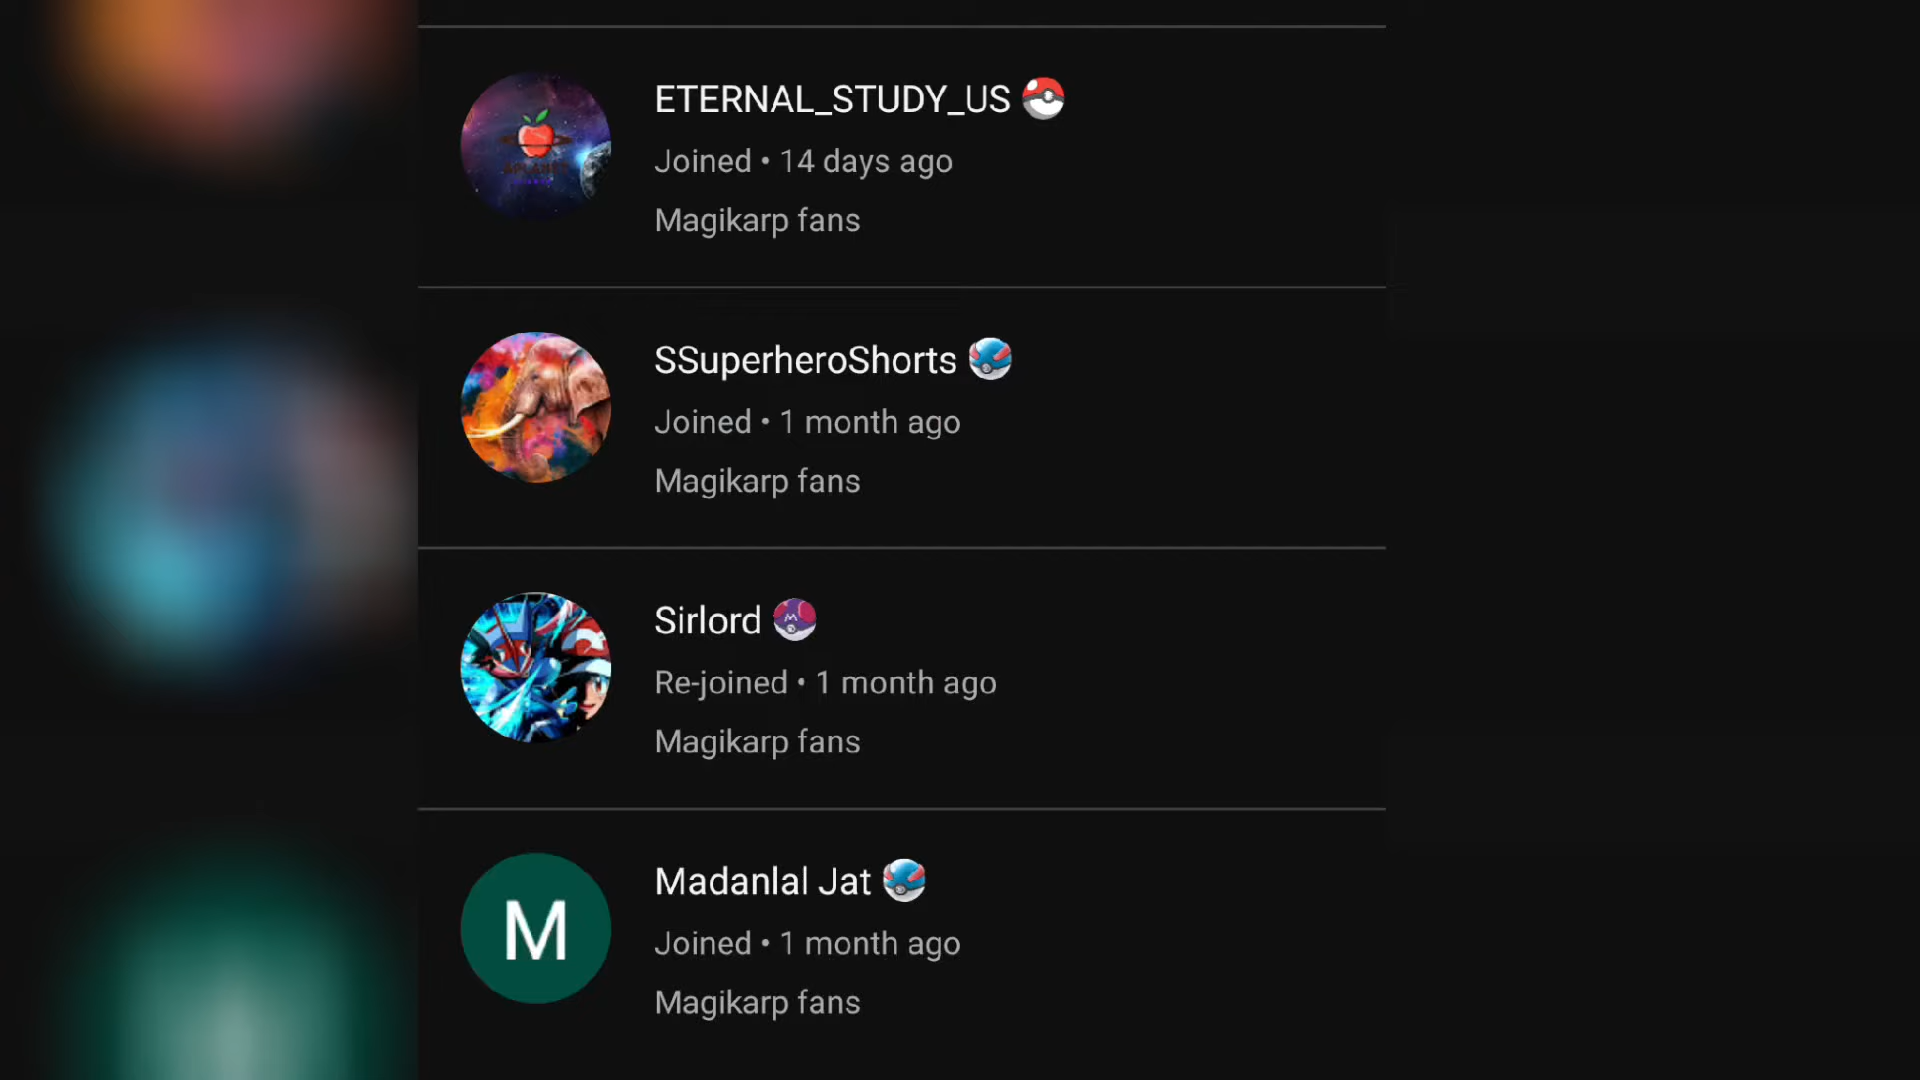 ETERNAL_STUDY_US
Joined • 14 days ago
Magikarp fans
SSuperheroShorts
Joined • 1 month ago
Magikarp fans
Sirlord
Re-joined • 1 month ago
Magikarp fans
M
Madanlal Jat
Joined • 1 month ago
Magikarp fans